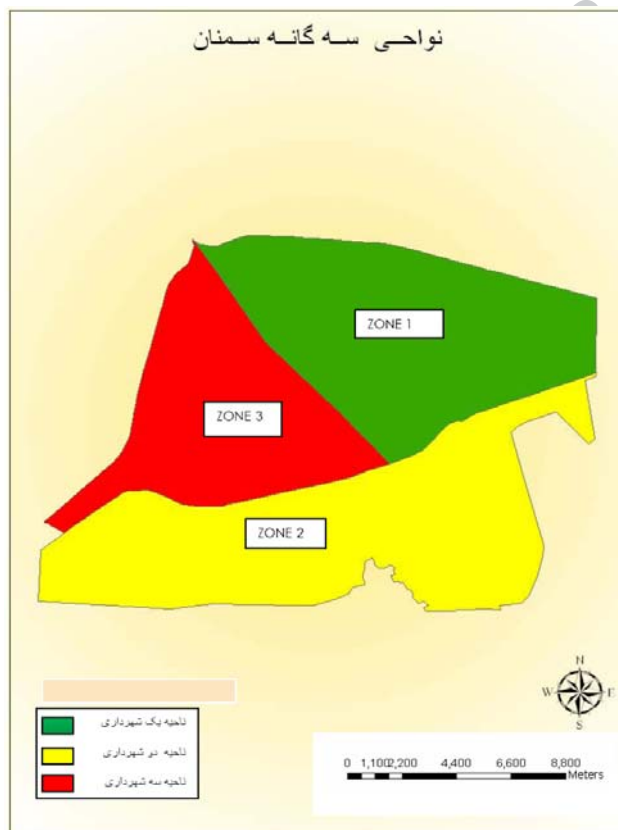 نواحی سه گانه سمنان
ZONE 1
ZONE 3
ZONE 2
N
W E
S
ناحیه یک شهرداری
ناحیه دو شهرداری
ناحیه سه شهرداری
0 1,100 2,200 4,400 6,600 8,800
Meters